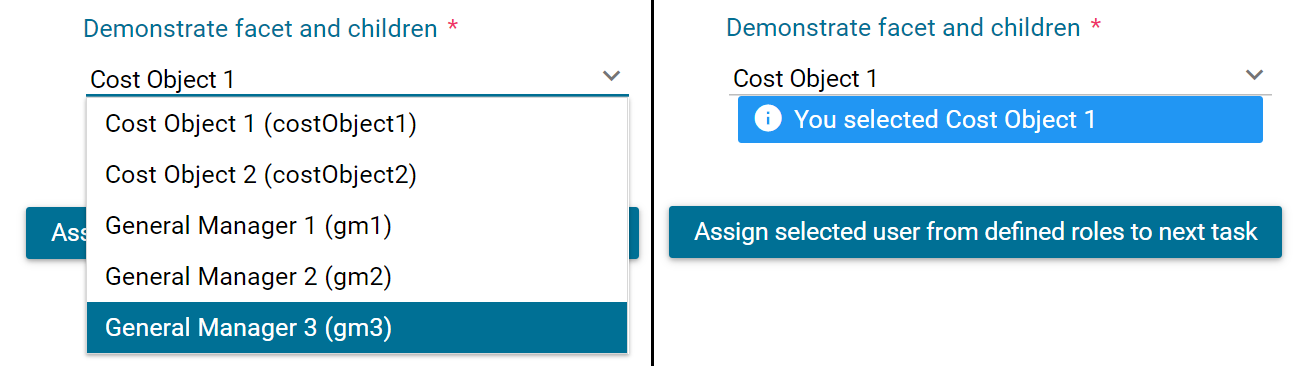 Demonstrate facet and children *
Cost Object 1
Cost Object 1 (costObject1)
Cost Object 2 (costObject2)
General Manager 1 (gm1)
General Manager 2 (gm2)
General Manager 3 (gm3)
Demonstrate facet and children *
Cost Object 1
You selected Cost Object 1
Assign selected user from defined roles to next task